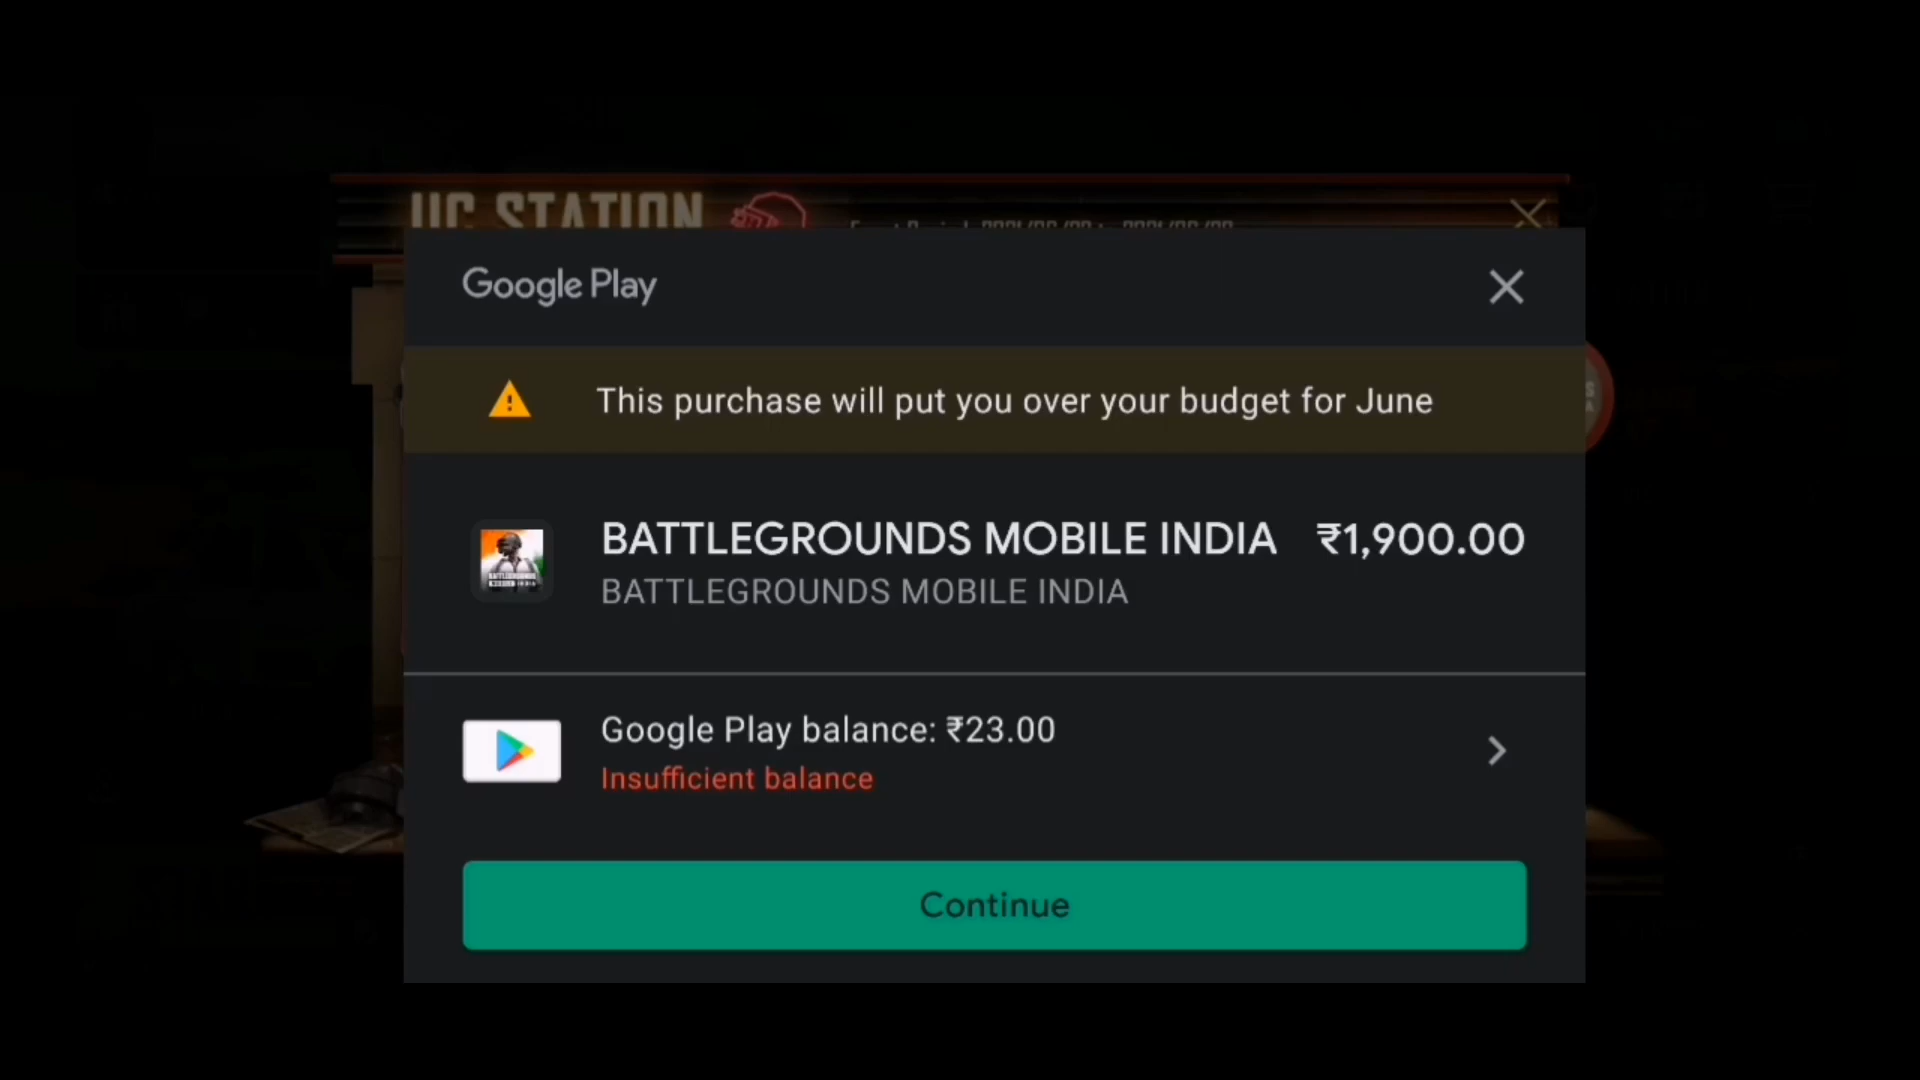 UC STATION
Google Play
This purchase will put you over your budget for June
BATTLEGROUNDS MOBILE INDIA ₹1,900.00
BATTLEGROUNDS MOBILE INDIA
Google Play balance: ₹23.00
Insufficient balance
Continue